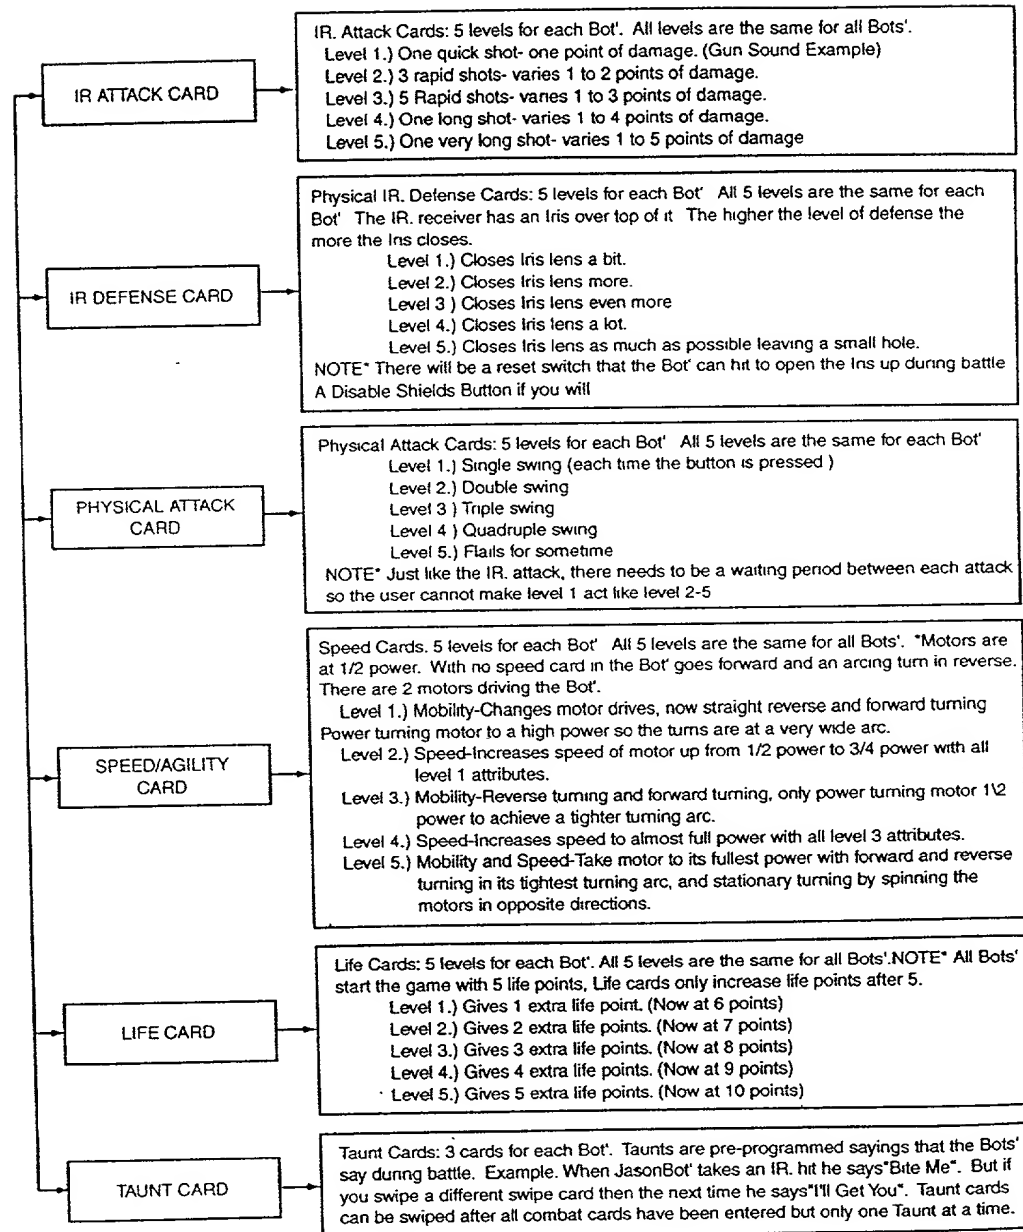 IR ATTACK CARD
IR. Attack Cards: 5 levels for each Bot'. All levels are the same for all Bots'.
Level 1.) One quick shot- one point of damage. (Gun Sound Example)
Level 2.) 3 rapid shots- varies 1 to 2 points of damage.
Level 3.) 5 Rapid shots- varies 1 to 3 points of damage.
Level 4.) One long shot- varies 1 to 4 points of damage.
Level 5.) One very long shot- varies 1 to 5 points of damage
IR DEFENSE CARD
Physical IR. Defense Cards: 5 levels for each Bot' All 5 levels are the same for each
Bot' The IR. receiver has an Iris over top of it The higher the level of defense the
more the Iris closes.
Level 1.) Closes Iris lens a bit.
Level 2.) Closes Iris lens more.
Level 3 ) Closes Iris lens even more
Level 4.) Closes Iris lens a lot.
Level 5.) Closes Iris lens as much as possible leaving a small hole.
NOTE* There will be a reset switch that the Bot' can hit to open the Iris up during battle
A Disable Shields Button if you will
PHYSICAL ATTACK
CARD
Physical Attack Cards: 5 levels for each Bot' All 5 levels are the same for each Bot'
Level 1.) Single swing (each time the button is pressed )
Level 2.) Double swing
Level 3 ) Triple swing
Level 4 ) Quadruple swing
Level 5.) Flails for sometime
NOTE* Just like the IR. attack, there needs to be a waiting period between each attack
so the user cannot make level 1 act like level 2-5
SPEED/AGILITY
CARD
Speed Cards. 5 levels for each Bot' All 5 levels are the same for all Bots'. *Motors are
at 1/2 power. With no speed card in the Bot' goes forward and an arcing turn in reverse.
There are 2 motors driving the Bot'.
Level 1.) Mobility-Changes motor drives, now straight reverse and forward turning
Power turning motor to a high power so the turns are at a very wide arc.
Level 2.) Speed-Increases speed of motor up from 1/2 power to 3/4 power with all
level 1 attributes.
Level 3.) Mobility-Reverse turning and forward turning, only power turning motor 1\2
power to achieve a tighter turning arc.
Level 4.) Speed-Increases speed to almost full power with all level 3 attributes.
Level 5.) Mobility and Speed-Take motor to its fullest power with forward and reverse
turning in its tightest turning arc, and stationary turning by spinning the
motors in opposite directions.
LIFE CARD
Life Cards: 5 levels for each Bot'. All 5 levels are the same for all Bots'.NOTE* All Bots'
start the game with 5 life points, Life cards only increase life points after 5.
Level 1.) Gives 1 extra life point. (Now at 6 points)
Level 2.) Gives 2 extra life points. (Now at 7 points)
Level 3.) Gives 3 extra life points. (Now at 8 points)
Level 4.) Gives 4 extra life points. (Now at 9 points)
Level 5.) Gives 5 extra life points. (Now at 10 points)
TAUNT CARD
Taunt Cards: 3 cards for each Bot'. Taunts are pre-programmed sayings that the Bots'
say during battle. Example. When JasonBot' takes an IR. hit he says"Bite Me". But if
you swipe a different swipe card then the next time he says"I'll Get You". Taunt cards
can be swiped after all combat cards have been entered but only one Taunt at a time.